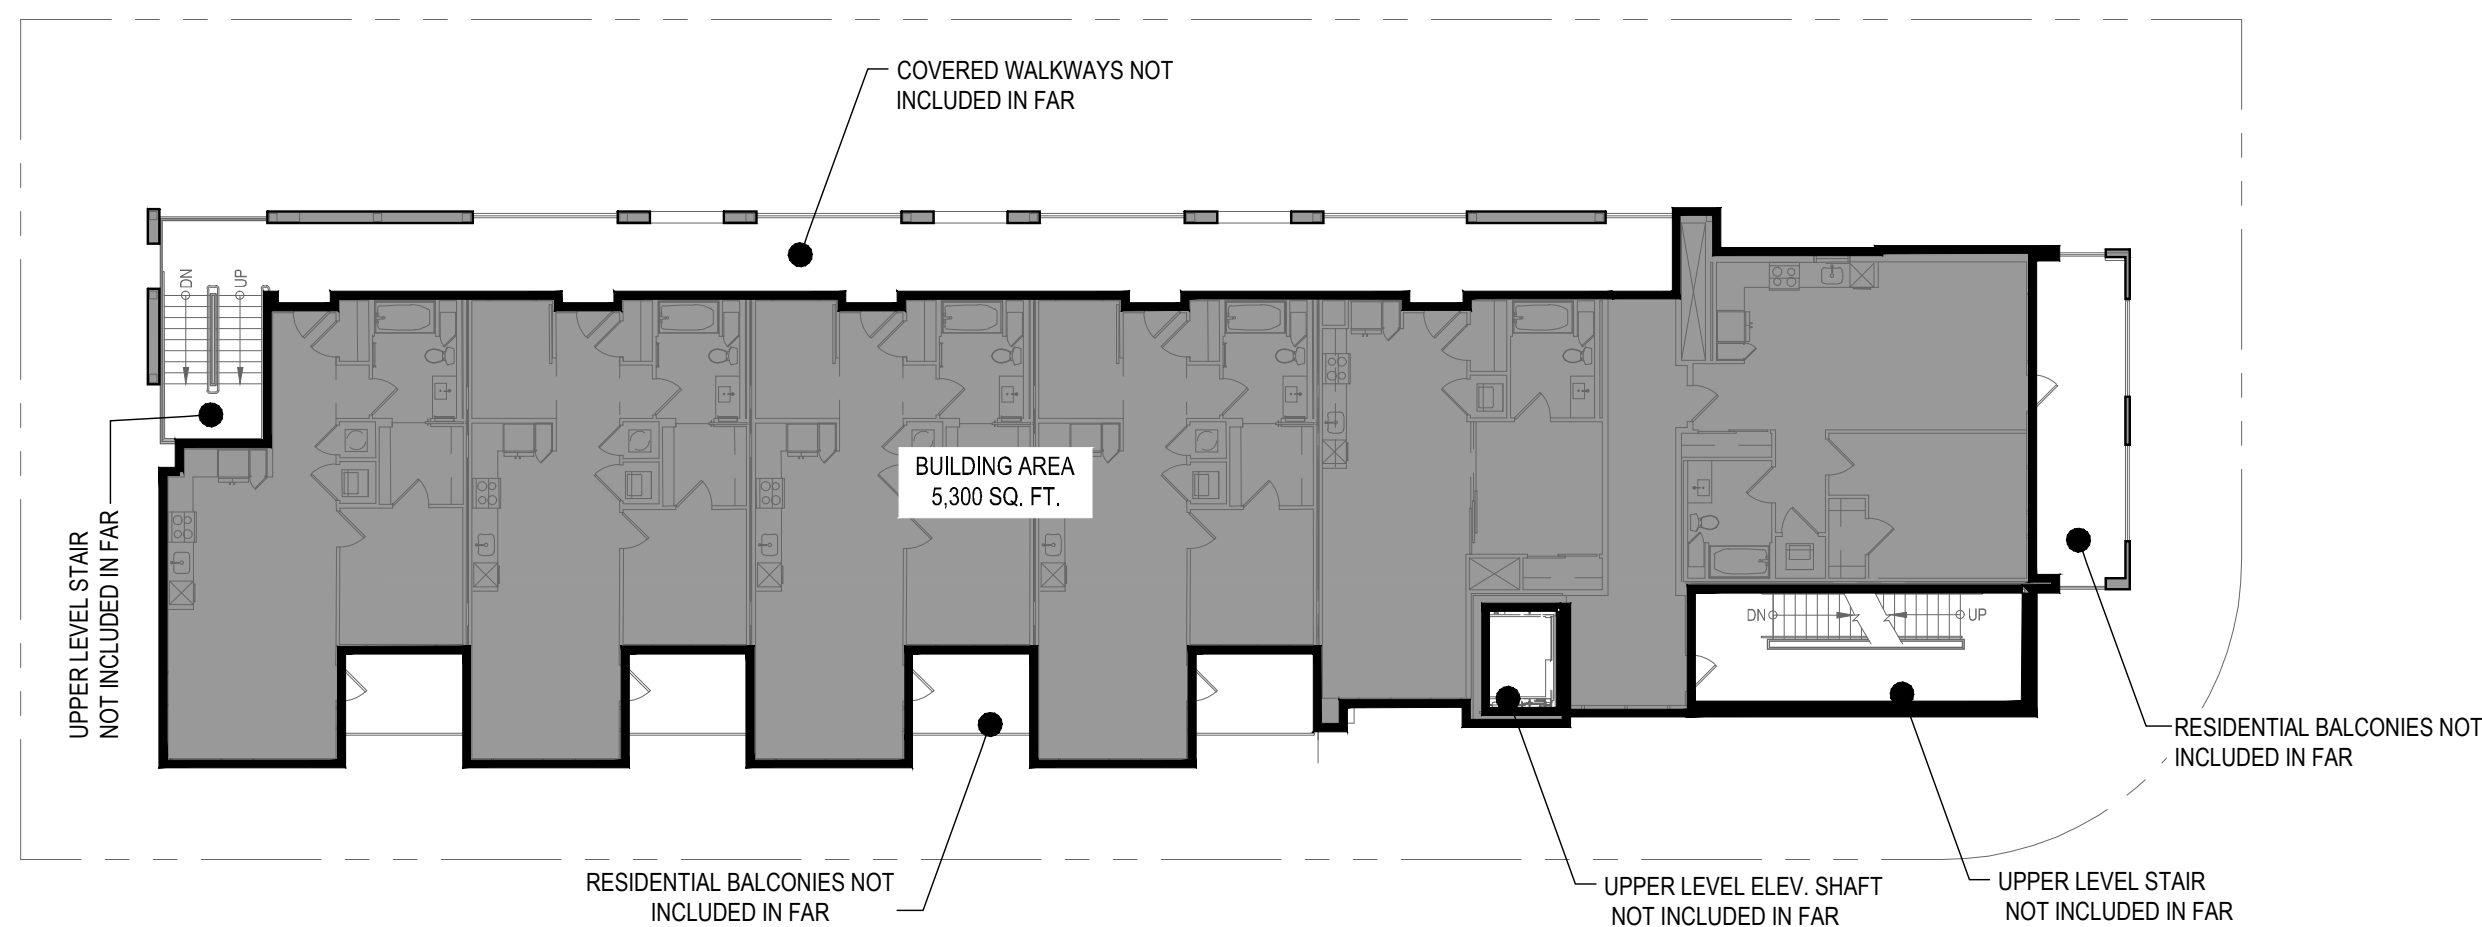 COVERED WALKWAYS NOT
INCLUDED IN FAR
DN
UP
BUILDING AREA
5,300 SQ. FT.
UPPER LEVEL STAIR
NOT INCLUDED IN FAR
DN
UP
RESIDENTIAL BALCONIES NOT
INCLUDED IN FAR
RESIDENTIAL BALCONIES NOT
INCLUDED IN FAR
UPPER LEVEL ELEV. SHAFT
NOT INCLUDED IN FAR
UPPER LEVEL STAIR
NOT INCLUDED IN FAR